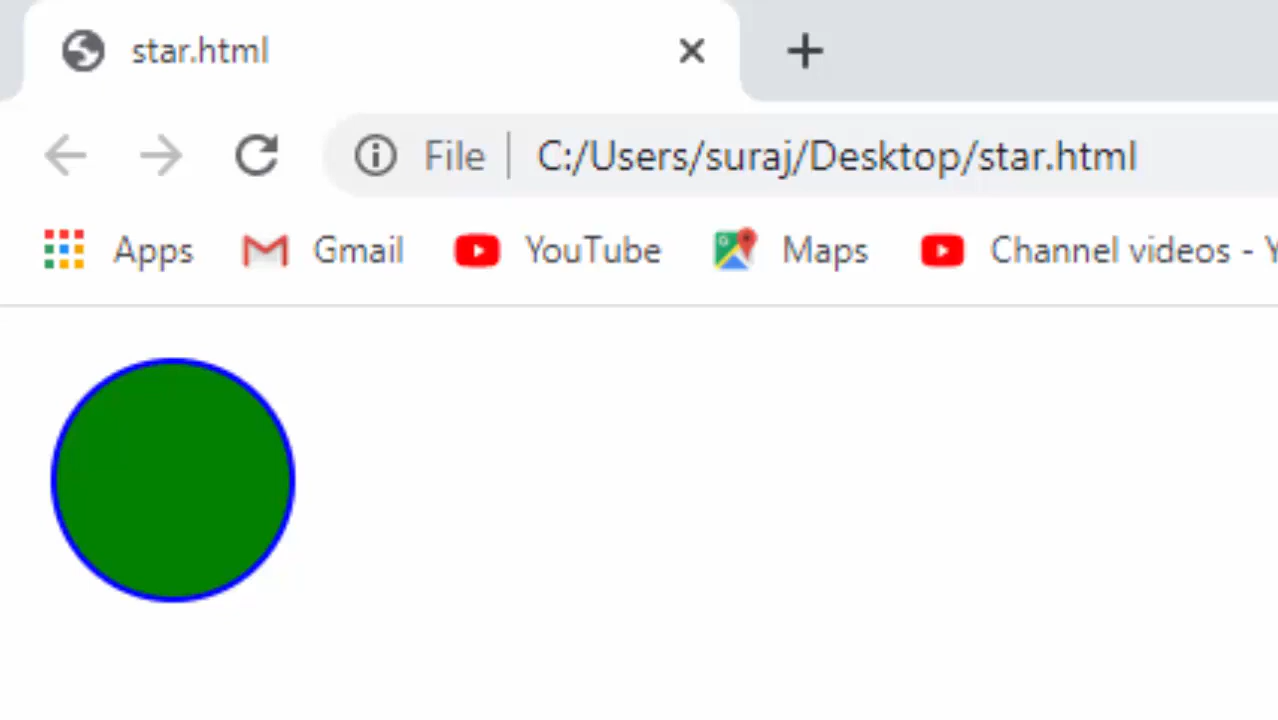 star.html
File C:/Users/suraj/Desktop/star.html
Apps Gmail YouTube Maps Channel videos - Y